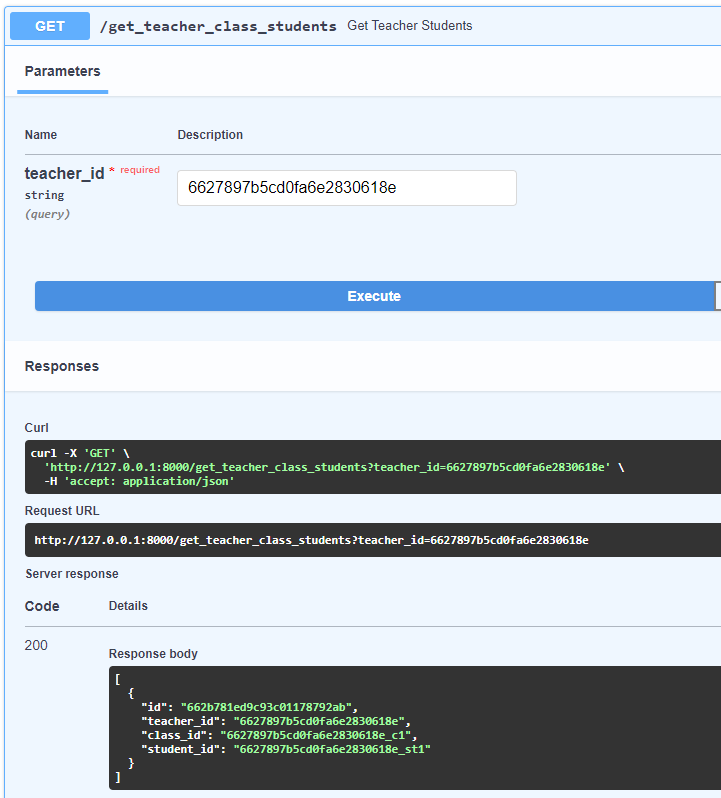 GET /get_teacher_class_students Get Teacher Students
Parameters
Name Description
teacher_id * required
string
(query)
6627897b5cd0fa6e2830618e
Execute
Responses
Curl
curl -X 'GET' \
'http://127.0.0.1:8000/get_teacher_class_students?teacher_id=6627897b5cd0fa6e2830618e' \
-H 'accept: application/json'
Request URL
http://127.0.0.1:8000/get_teacher_class_students?teacher_id=6627897b5cd0fa6e2830618e
Server response
Code Details
200
Response body
[
{
"id": "662b781ed9c93c01178792ab",
"teacher_id": "6627897b5cd0fa6e2830618e",
"class_id": "6627897b5cd0fa6e2830618e_c1",
"student_id": "6627897b5cd0fa6e2830618e_st1"
}
]